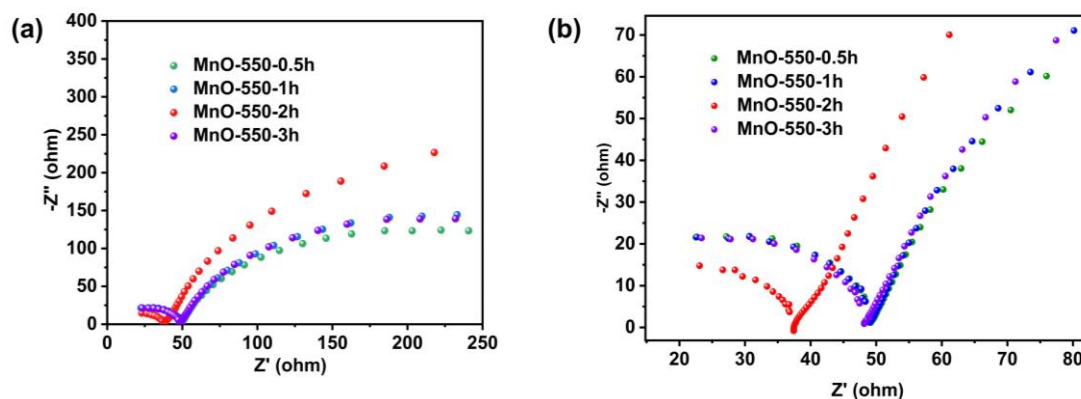 (a)
400
350
300
250
200
150
100
50
0
-Z" (ohm)
MnO-550-0.5h
MnO-550-1h
MnO-550-2h
MnO-550-3h
0 50 100 150 200 250
Z' (ohm)
(b)
70
60
50
40
30
20
10
0
-Z" (ohm)
MnO-550-0.5h
MnO-550-1h
MnO-550-2h
MnO-550-3h
20 30 40 50 60 70 80
Z' (ohm)